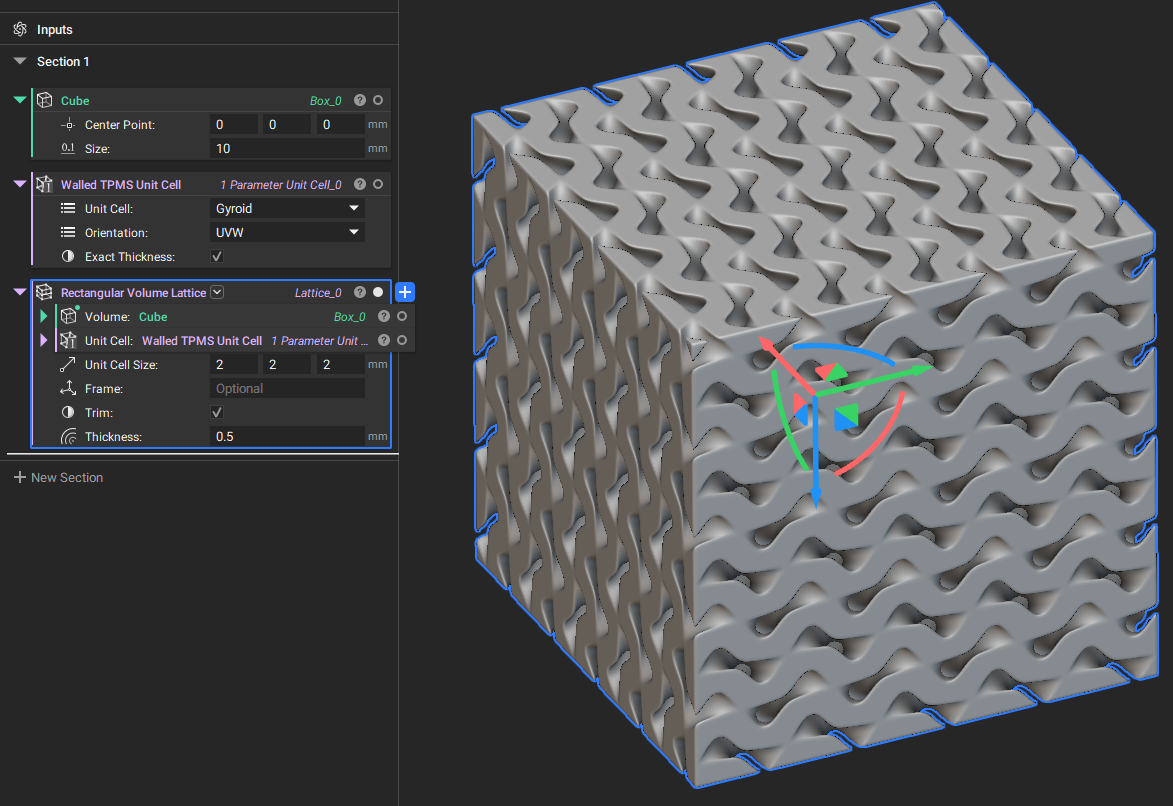 Inputs
Section 1
Cube Box_0 ?
Center Point: 0 0 0 mm
0.1 Size: 10 mm
Walled TPMS Unit Cell 1 Parameter Unit Cell_0 ?
Unit Cell: Gyroid
Orientation: UVW
Exact Thickness:
Rectangular Volume Lattice Lattice_0 ?
Volume: Cube Box_0 ?
Unit Cell: Walled TPMS Unit Cell 1 Parameter Unit ... ?
Unit Cell Size: 2 2 2 mm
Frame: Optional
Trim:
Thickness: 0.5 mm
New Section